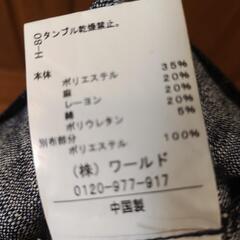 OS-H
タンブル乾燥禁止。
本体
ポリエステル 35%
麻 20%
レーヨン 20%
綿 20%
ポリウレタン 5%
別布部分
ポリエステル 100%
(株) ワールド
0120-977-917
中国製